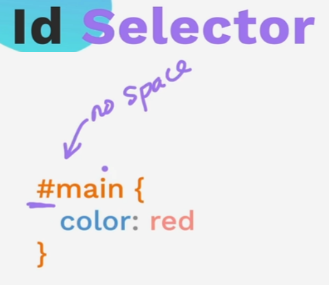 Id Selector
no space
#main {
color: red
}